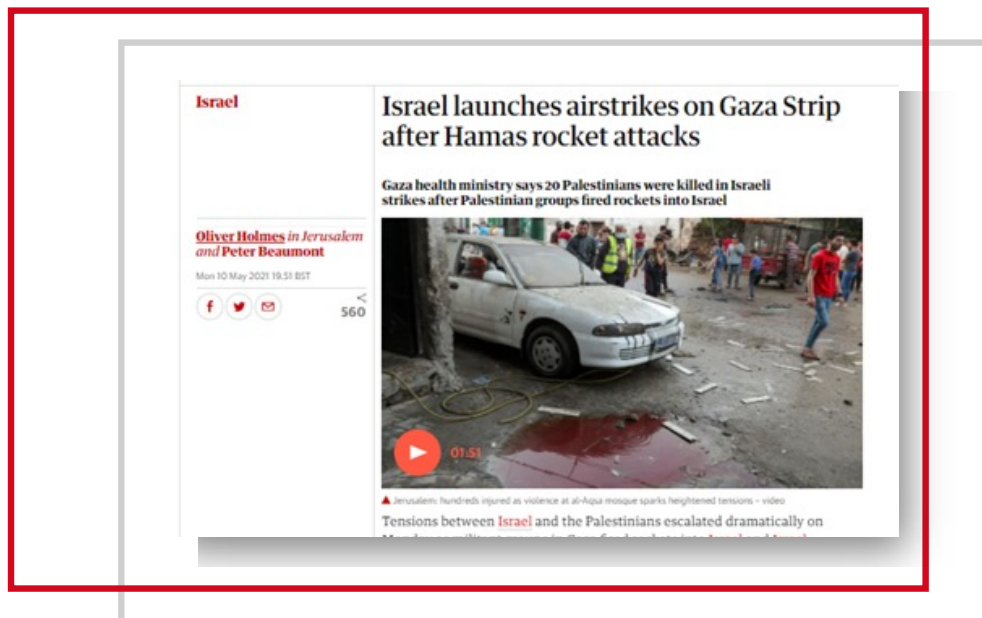 Israel
Israel launches airstrikes on Gaza Strip
after Hamas rocket attacks
Gaza health ministry says 20 Palestinians were killed in Israeli
strikes after Palestinian groups fired rockets into Israel
Oliver Holmes in Jerusalem
and Peter Beaumont
Mon 10 May 2021 19.51 BST
560
01:51
Jerusalem: hundreds injured as violence at al-Aqsa mosque sparks heightened tensions – video
Tensions between Israel and the Palestinians escalated dramatically on